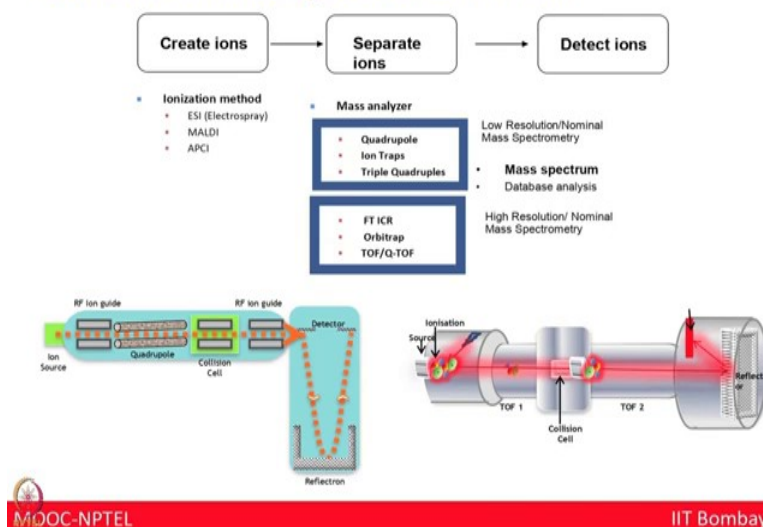 Create ions
Separate
ions
Detect ions
Ionization method
ESI (Electrospray)
MALDI
APCI
Mass analyzer
Quadrupole
Ion Traps
Triple Quadruples
Low Resolution/Nominal
Mass Spectrometry
Mass spectrum
Database analysis
FT ICR
Orbitrap
TOF/Q-TOF
High Resolution/ Nominal
Mass Spectrometry
RF Ion guide
RF ion guide
Ion
Source
Quadrupole
Collision
Cell
Detector
Reflectron
Ionisation
Source
TOF 1
Collision
Cell
TOF 2
Reflect
or
MOOC-NPTEL
IIT Bombay